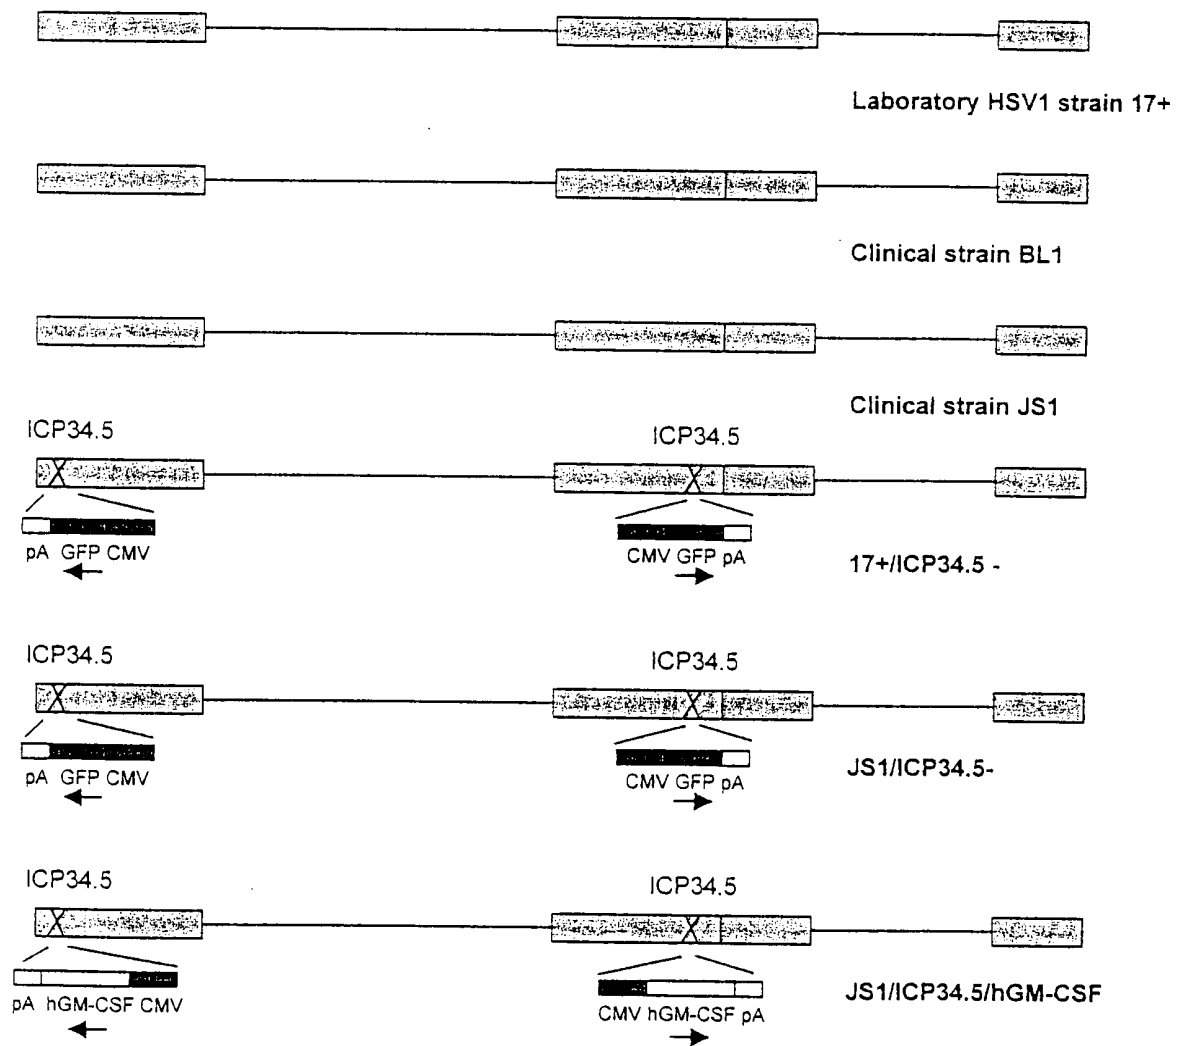 Laboratory HSV1 strain 17+
Clinical strain BL1
Clinical strain JS1
ICP34.5
ICP34.5
pA GFP CMV
CMV GFP pA
17+/ICP34.5 -
ICP34.5
ICP34.5
pA GFP CMV
CMV GFP pA
JS1/ICP34.5-
ICP34.5
ICP34.5
pA hGM-CSF CMV
CMV hGM-CSF pA
JS1/ICP34.5/hGM-CSF